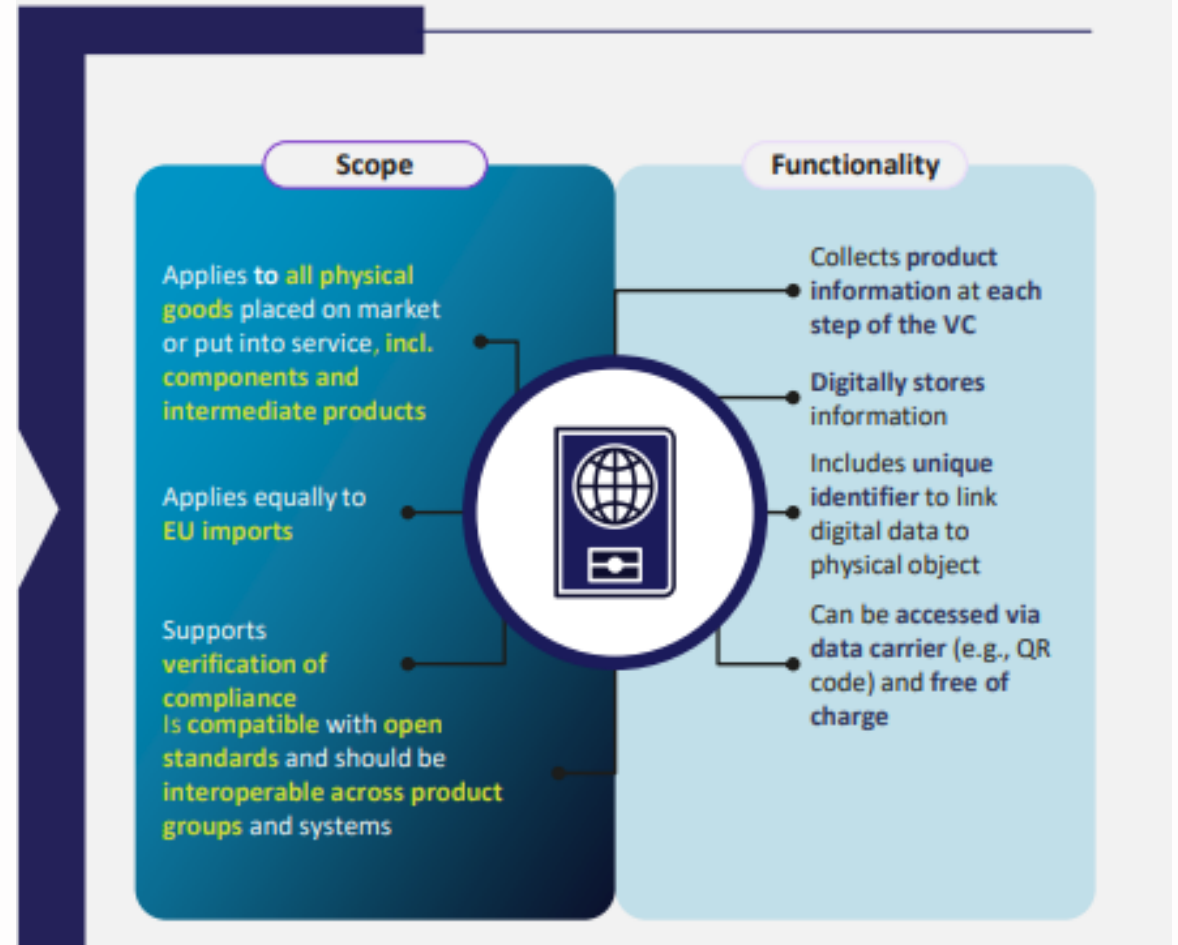 Scope
Applies to all physical
goods placed on market
or put into service, incl.
components and
intermediate products
Applies equally to
EU imports
Supports
verification of
compliance
Is compatible with open
standards and should be
interoperable across product
groups and systems
Functionality
Collects product
information at each
step of the VC
Digitally stores
information
Includes unique
identifier to link
digital data to
physical object
Can be accessed via
data carrier (e.g., QR
code) and free of
charge